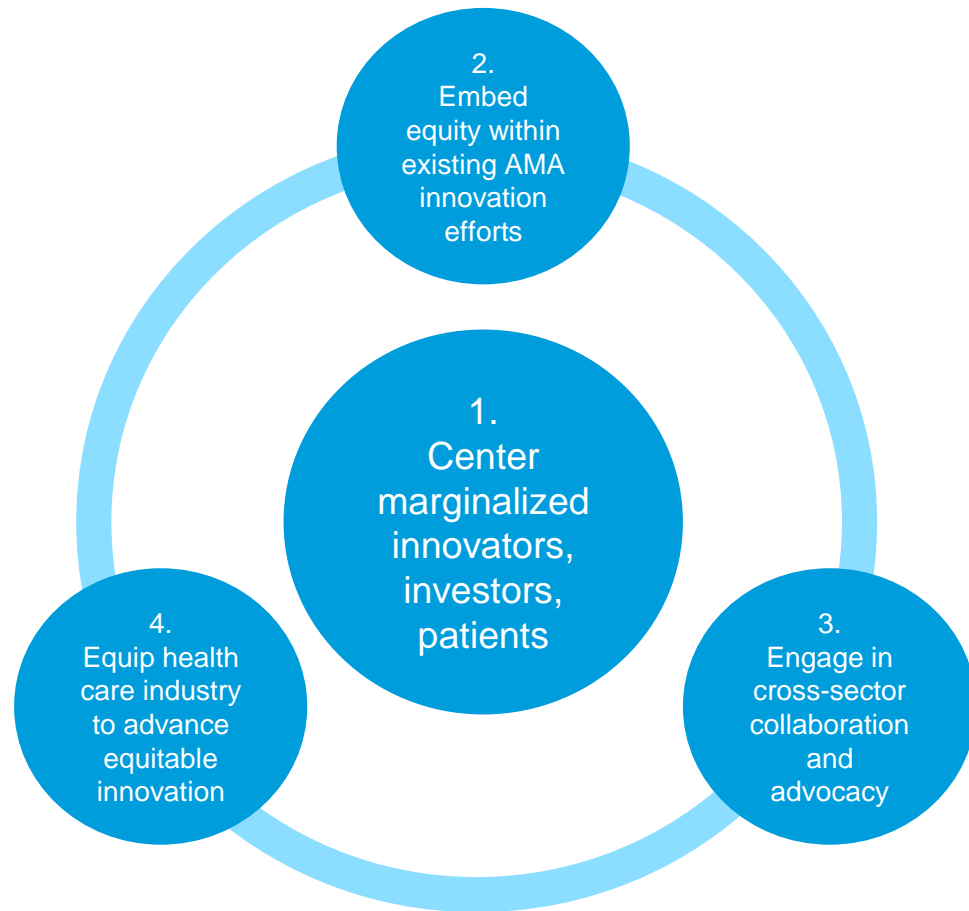 1.
Center
marginalized
innovators,
investors,
patients
2.
Embed
equity within
existing AMA
innovation
efforts
3.
Engage in
cross-sector
collaboration
and
advocacy
4.
Equip health
care industry
to advance
equitable
innovation